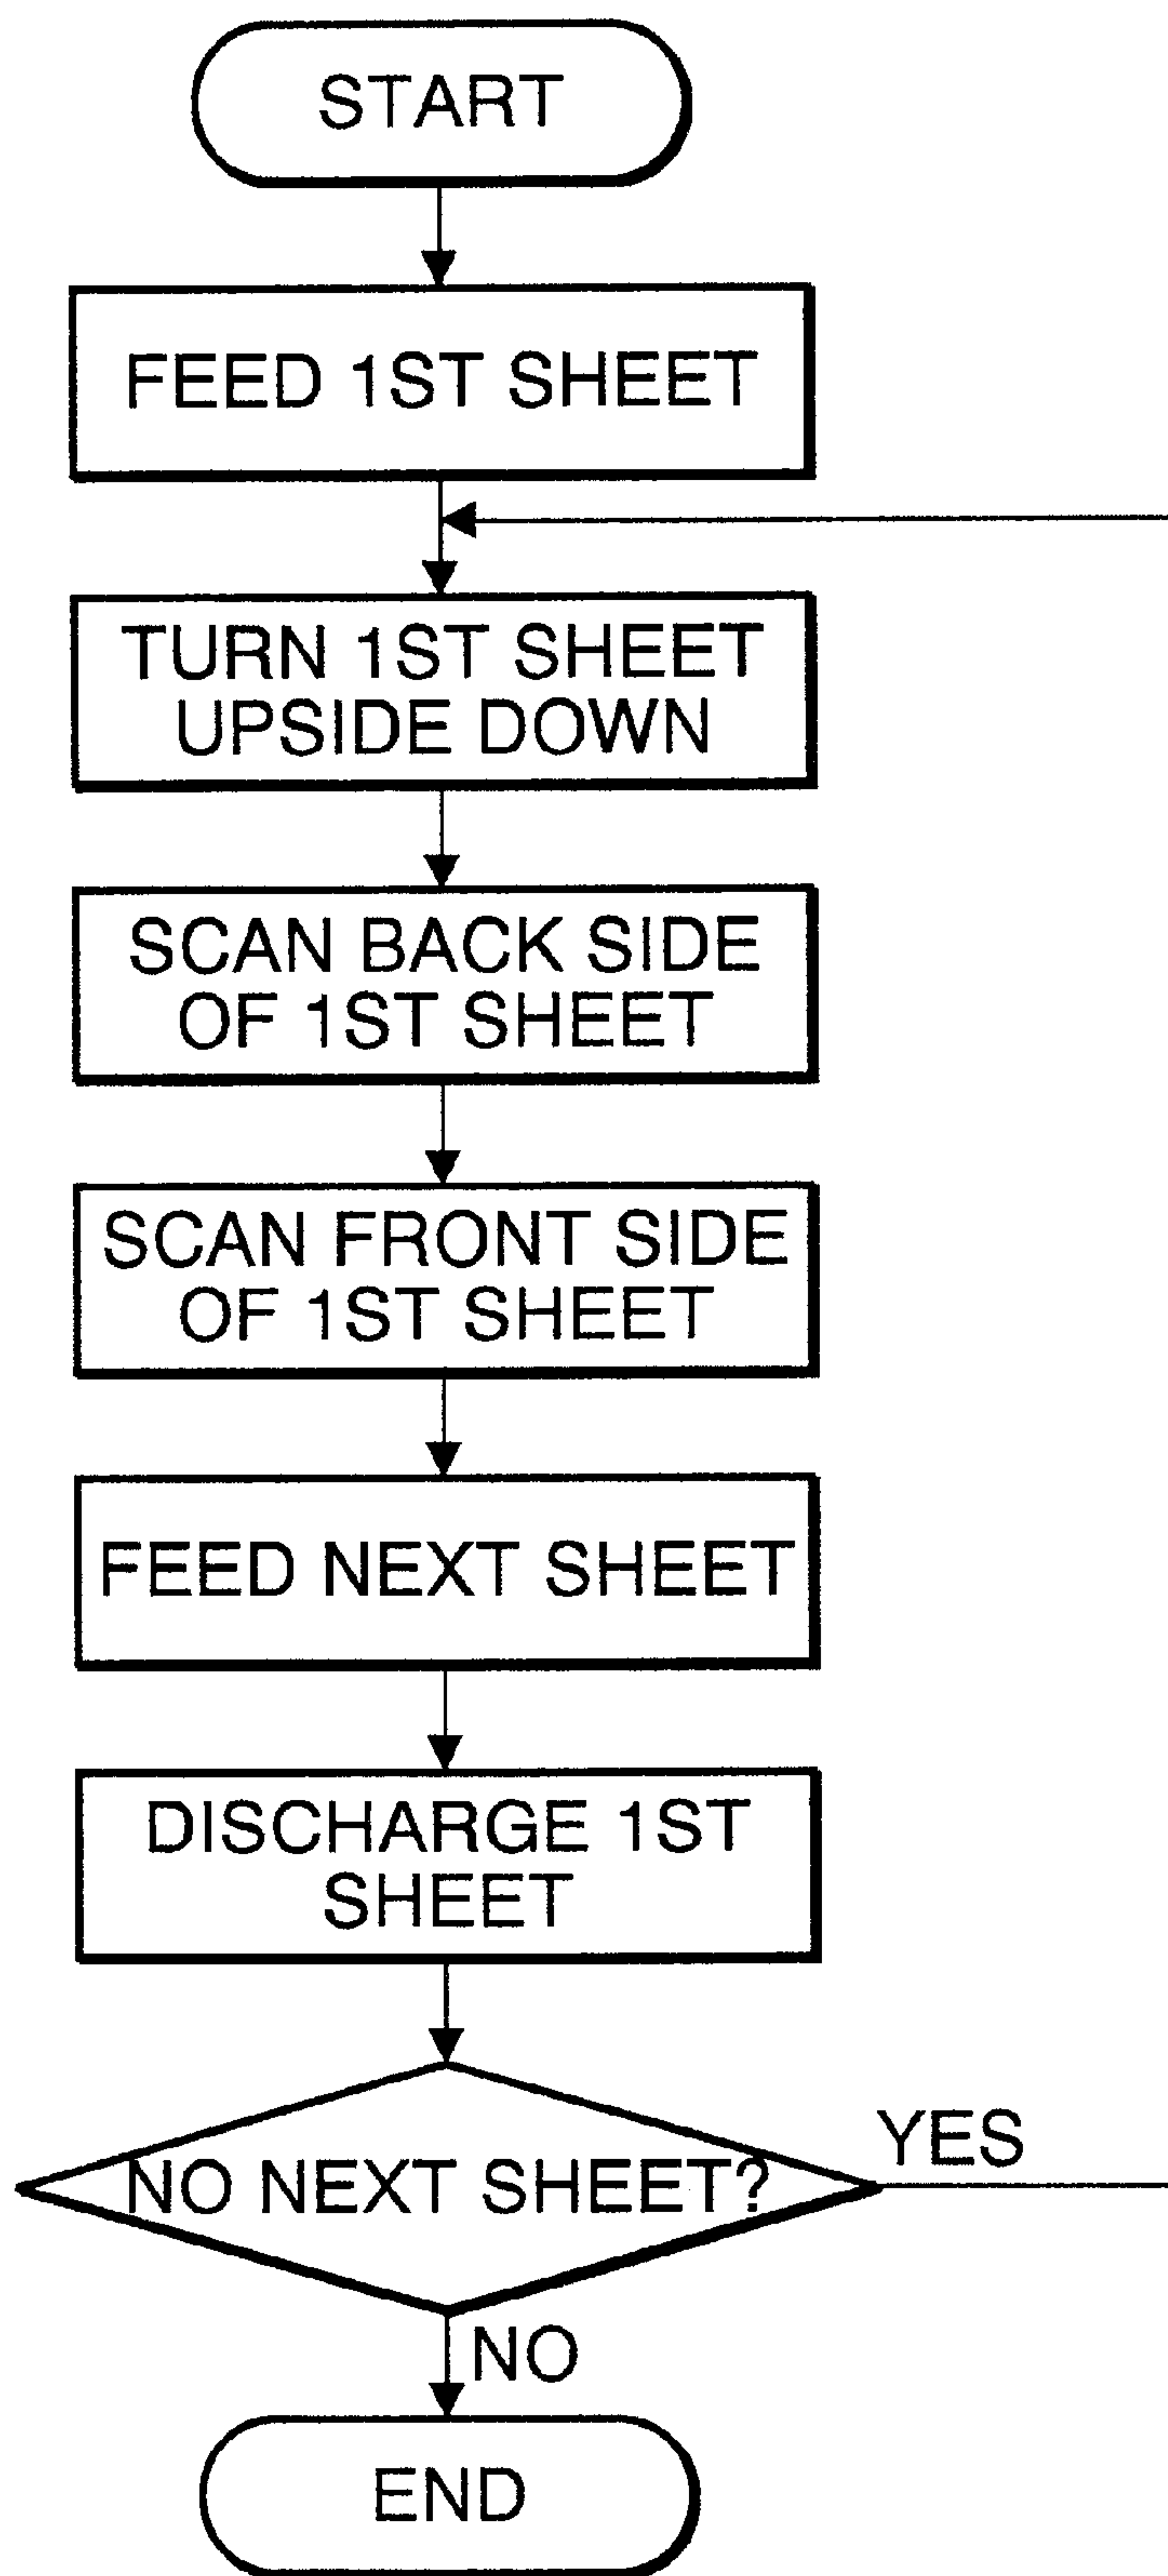 START
FEED 1ST SHEET
TURN 1ST SHEET
UPSIDE DOWN
SCAN BACK SIDE
OF 1ST SHEET
SCAN FRONT SIDE
OF 1ST SHEET
FEED NEXT SHEET
DISCHARGE 1ST
SHEET
NO NEXT SHEET?
YES
NO
END